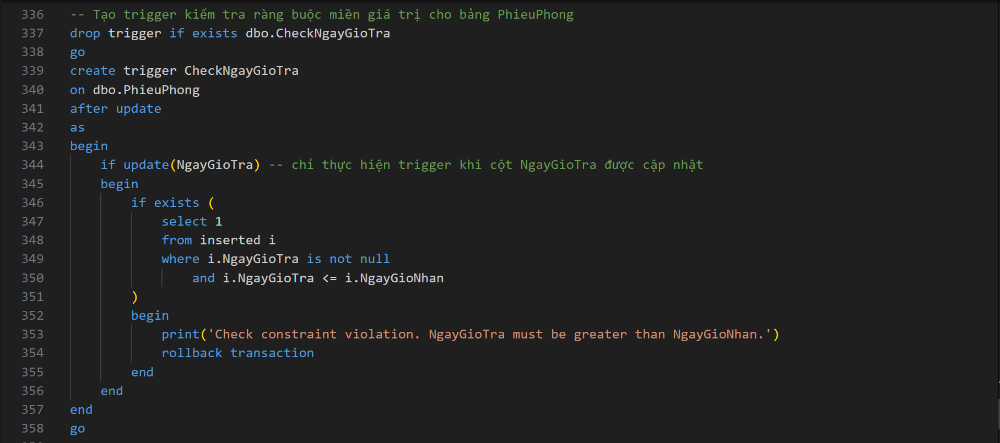 336 -- Tạo trigger kiểm tra ràng buộc miền giá trị cho bảng PhieuPhong
337 drop trigger if exists dbo.CheckNgayGioTra
338 go
339 create trigger CheckNgayGioTra
340 on dbo.PhieuPhong
341 after update
342 as
343 begin
344     if update(NgayGioTra) -- chỉ thực hiện trigger khi cột NgayGioTra được cập nhật
345     begin
346         if exists (
347             select 1
348             from inserted i
349             where i.NgayGioTra is not null
350                 and i.NgayGioTra <= i.NgayGioNhan
351         )
352         begin
353             print('Check constraint violation. NgayGioTra must be greater than NgayGioNhan.')
354             rollback transaction
355         end
356     end
357 end
358 go